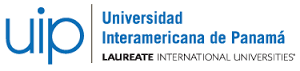 uip
Universidad
Interamericana de Panamá
LAUREATE INTERNATIONAL UNIVERSITIES®